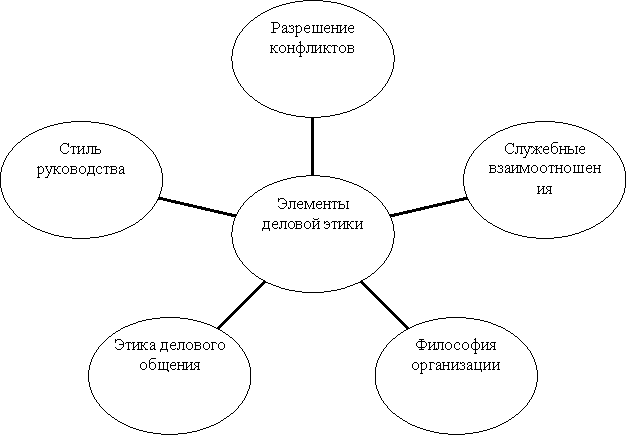 Разрешение
конфликтов
Стиль
руководства
Служебные
взаимоотношен
ия
Элементы
деловой этики
Этика делового
общения
Философия
организации